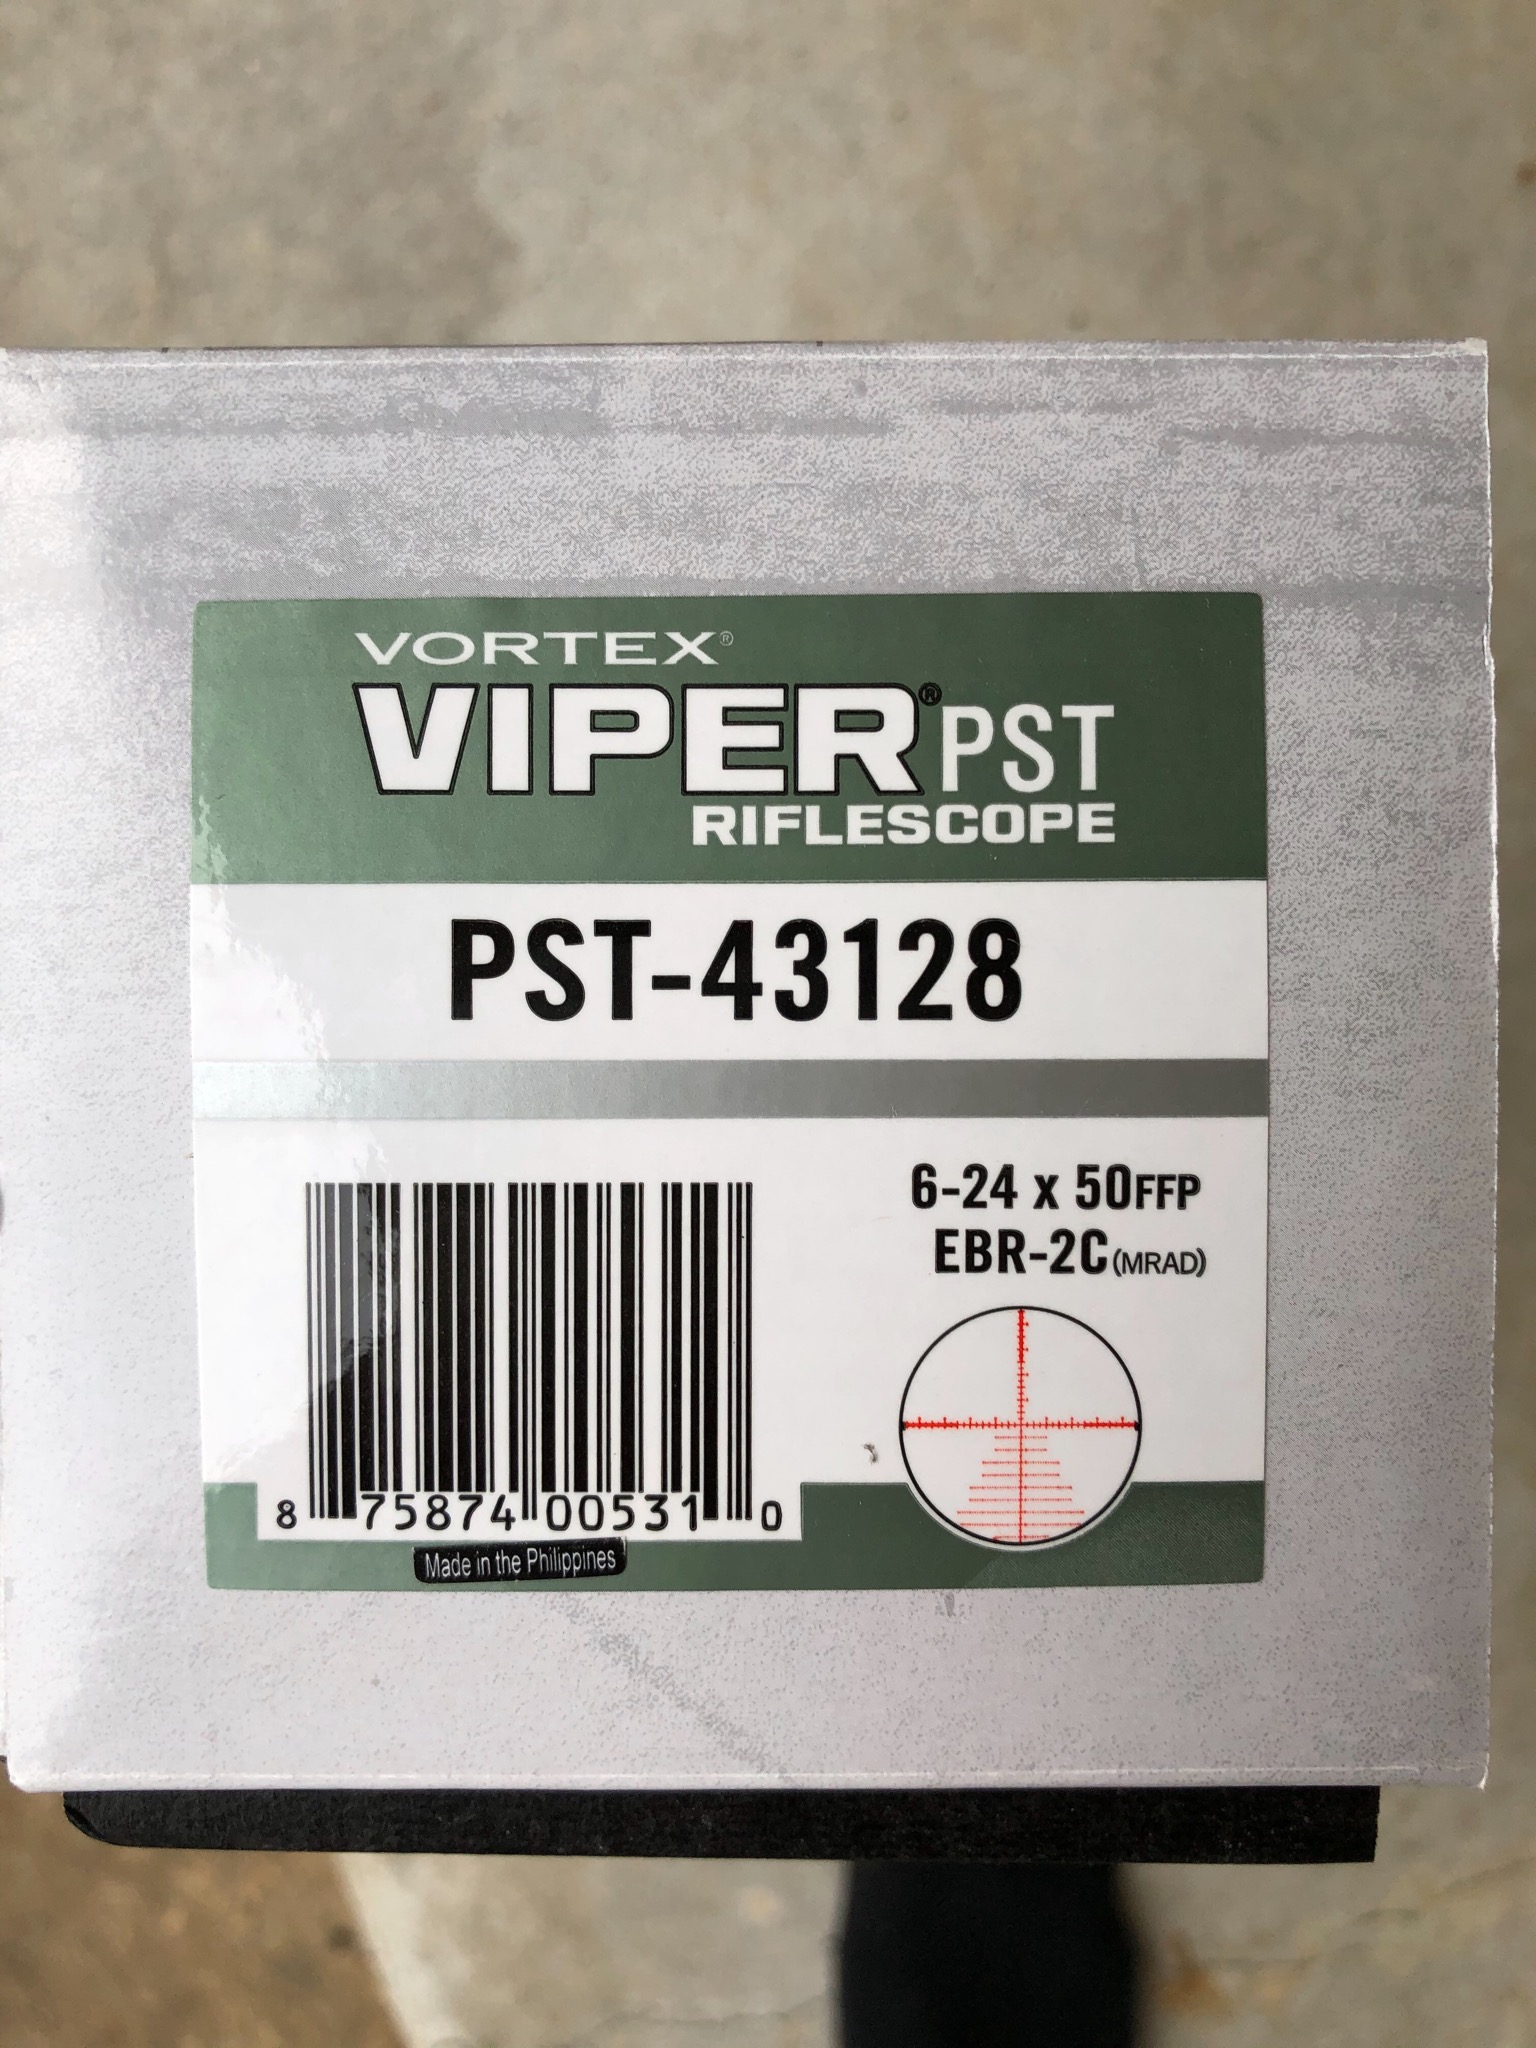 VORTEX®
VIPER® PST
RIFLESCOPE
PST-43128
6-24 x 50FFP
EBR-2C (MRAD)
8 75874 00531 0
Made in the Philippines